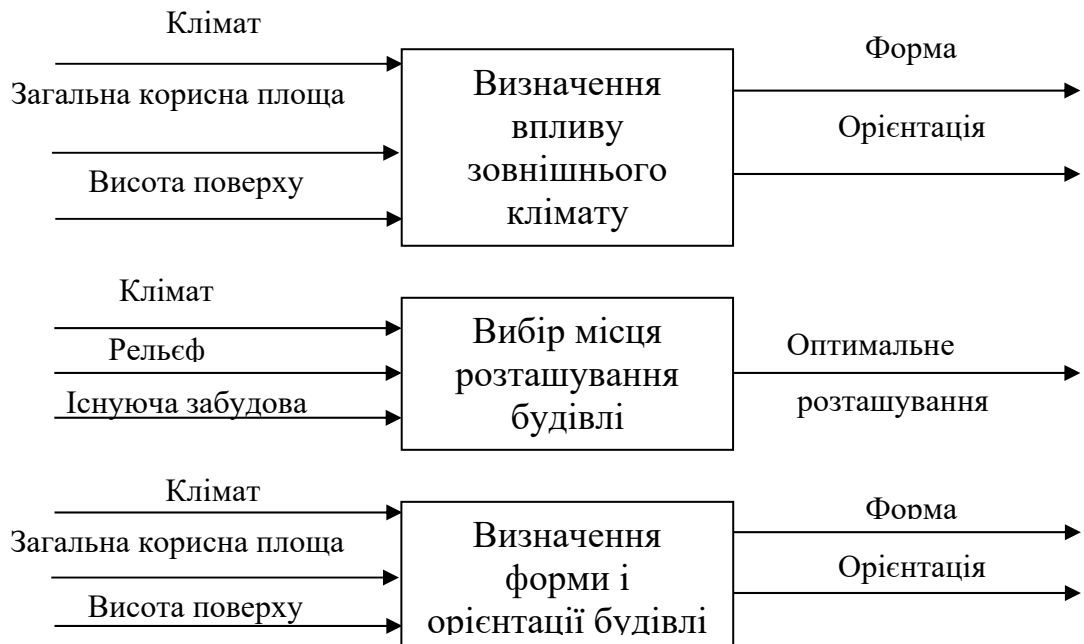 Клімат
Загальна корисна площа
Висота поверху
Визначення
впливу
зовнішнього
клімату
Форма
Орієнтація
Клімат
Рельєф
Існуюча забудова
Вибір місця
розташування
будівлі
Оптимальне
розташування
Клімат
Загальна корисна площа
Висота поверху
Визначення
форми і
орієнтації будівлі
Форма
Орієнтація